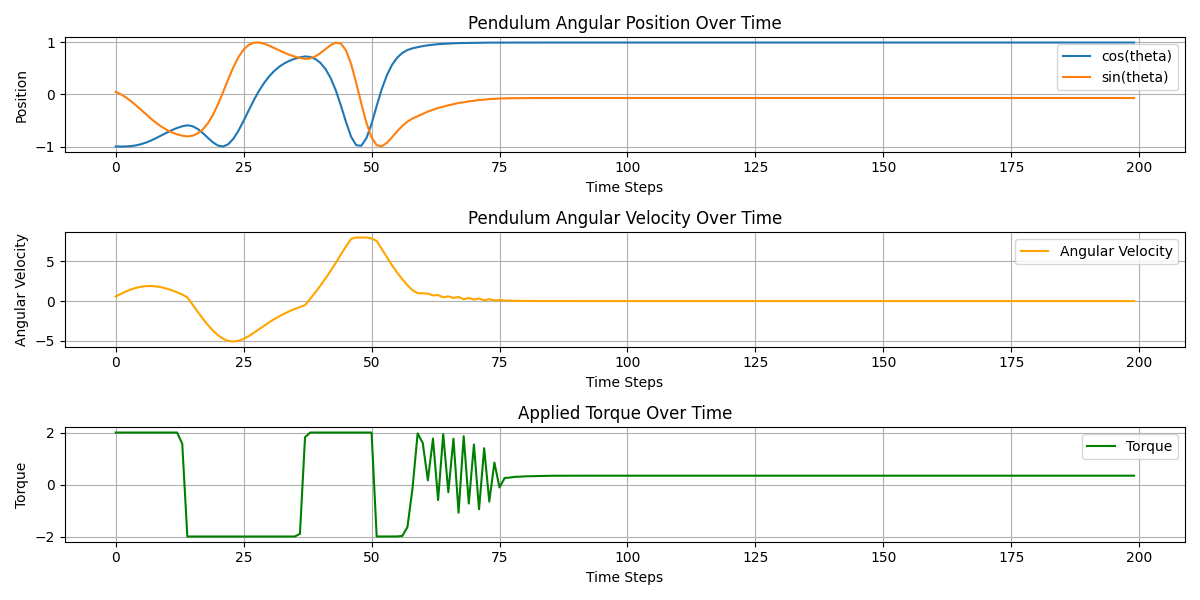 Pendulum Angular Position Over Time
Position
1
0
−1
cos(theta)
sin(theta)
0 25 50 75 100 125 150 175 200
Time Steps
Pendulum Angular Velocity Over Time
Angular Velocity
5
0
−5
Angular Velocity
0 25 50 75 100 125 150 175 200
Time Steps
Applied Torque Over Time
Torque
2
0
−2
Torque
0 25 50 75 100 125 150 175 200
Time Steps